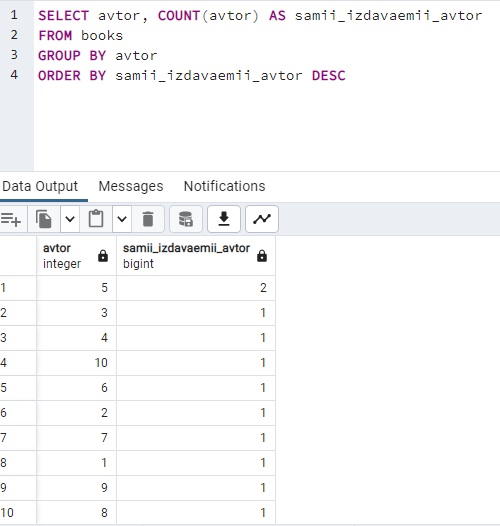 1 SELECT avtor, COUNT(avtor) AS samii_izdavaemii_avtor
2 FROM books
3 GROUP BY avtor
4 ORDER BY samii_izdavaemii_avtor DESC
Data Output Messages Notifications
avtor samii_izdavaemii_avtor
integer bigint
1 5 2
2 3 1
3 4 1
4 10 1
5 6 1
6 2 1
7 7 1
8 1 1
9 9 1
10 8 1